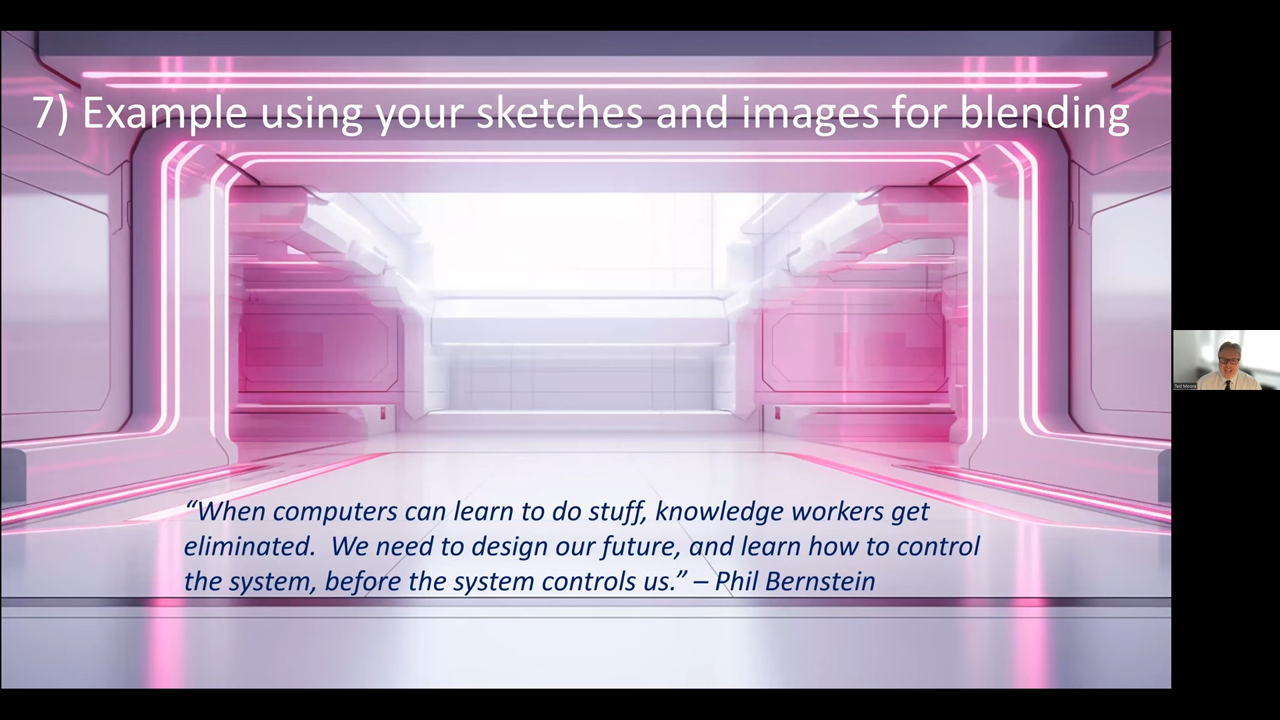 7) Example using your sketches and images for blending
“When computers can learn to do stuff, knowledge workers get
eliminated.  We need to design our future, and learn how to control
the system, before the system controls us.” – Phil Bernstein
Ted Moore